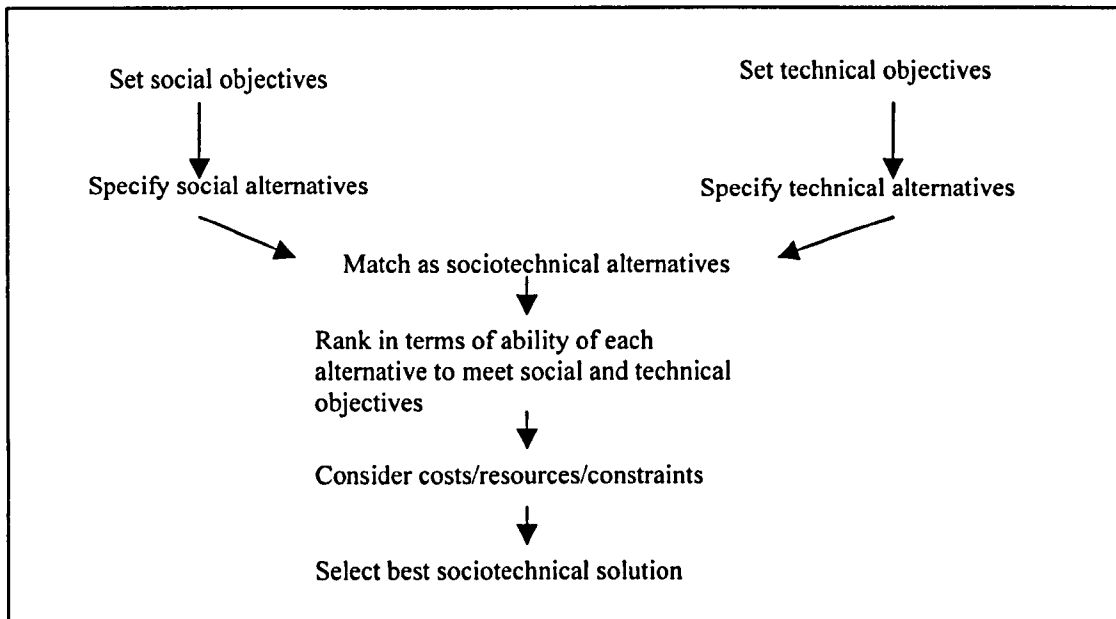 Set social objectives
Set technical objectives
Specify social alternatives
Specify technical alternatives
Match as sociotechnical alternatives
Rank in terms of ability of each
alternative to meet social and technical
objectives
Consider costs/resources/constraints
Select best sociotechnical solution